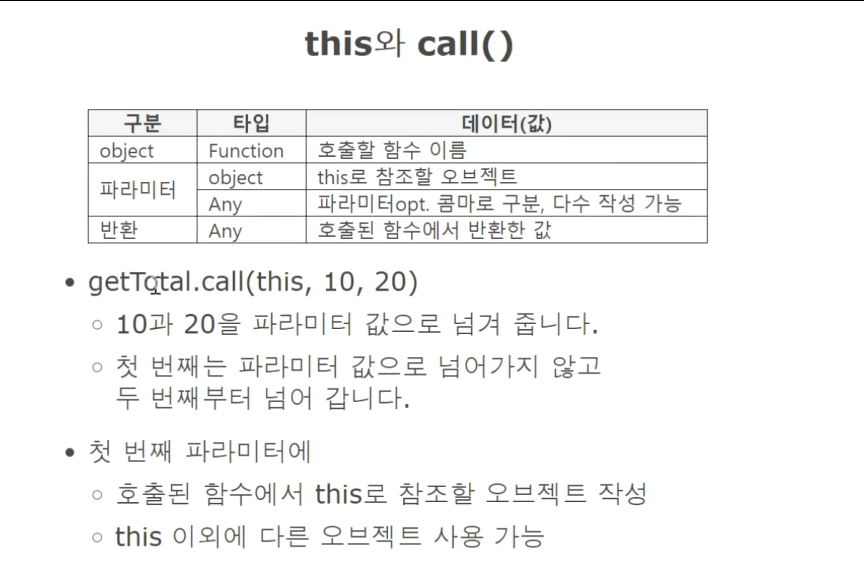 this와 call()
구분 타입 데이터(값)
object Function 호출할 함수 이름
파라미터 object this로 참조할 오브젝트
Any 파라미터opt. 콤마로 구분, 다수 작성 가능
반환 Any 호출된 함수에서 반환한 값
• getTotal.call(this, 10, 20)
○ 10과 20을 파라미터 값으로 넘겨 줍니다.
○ 첫 번째는 파라미터 값으로 넘어가지 않고
두 번째부터 넘어 갑니다.
• 첫 번째 파라미터에
○ 호출된 함수에서 this로 참조할 오브젝트 작성
○ this 이외에 다른 오브젝트 사용 가능